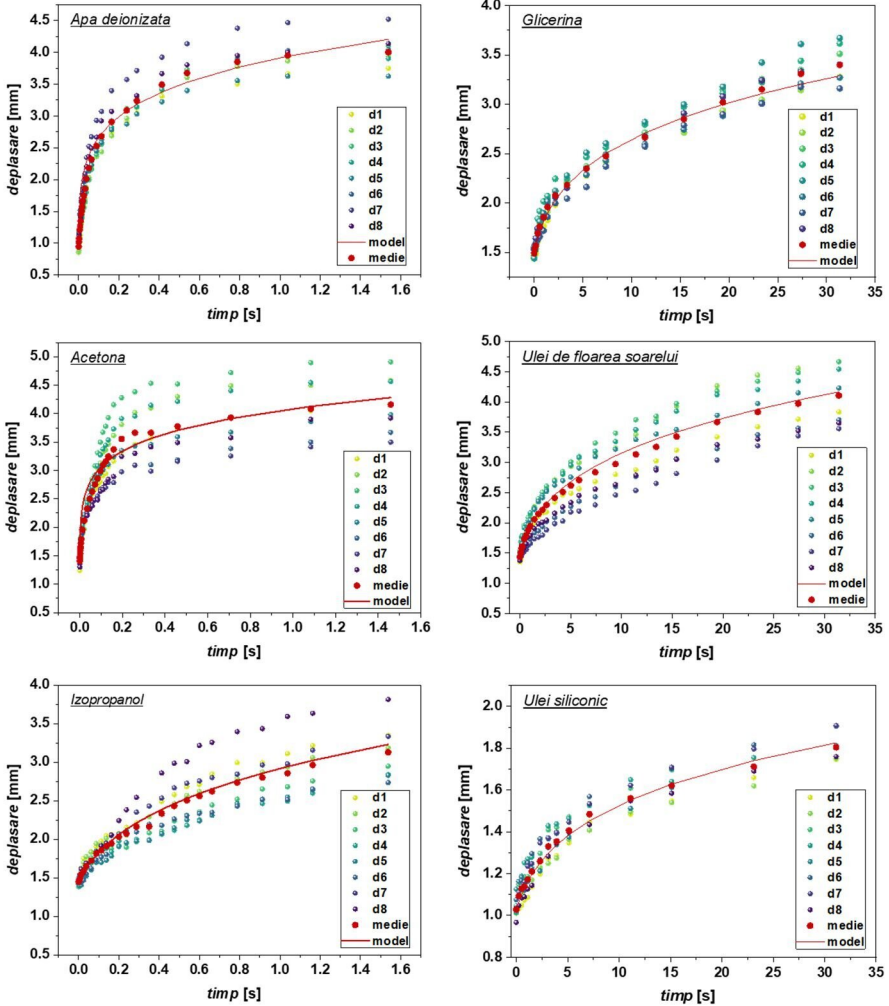 Apa deionizata
4.5
4.0
3.5
3.0
2.5
2.0
1.5
1.0
0.5
deplasare [mm]
d1
d2
d3
d4
d5
d6
d7
d8
model
medie
0.0 0.2 0.4 0.6 0.8 1.0 1.2 1.4 1.6
timp [s]
Glicerina
4.0
3.5
3.0
2.5
2.0
1.5
deplasare [mm]
d1
d2
d3
d4
d5
d6
d7
d8
medie
model
0 5 10 15 20 25 30 35
timp [s]
Acetona
5.0
4.5
4.0
3.5
3.0
2.5
2.0
1.5
1.0
0.5
deplasare [mm]
d1
d2
d3
d4
d5
d6
d7
d8
medie
model
0.0 0.2 0.4 0.6 0.8 1.0 1.2 1.4 1.6
timp [s]
Ulei de floarea soarelui
5.0
4.5
4.0
3.5
3.0
2.5
2.0
1.5
1.0
0.5
deplasare [mm]
d1
d2
d3
d4
d5
d6
d7
d8
model
medie
0 5 10 15 20 25 30 35
timp [s]
Izopropanol
4.0
3.5
3.0
2.5
2.0
1.5
1.0
0.5
deplasare [mm]
d1
d2
d3
d4
d5
d6
d7
d8
medie
model
0.0 0.2 0.4 0.6 0.8 1.0 1.2 1.4 1.6
timp [s]
Ulei siliconic
2.0
1.8
1.6
1.4
1.2
1.0
0.8
deplasare [mm]
d1
d2
d3
d4
d5
d6
d7
d8
medie
model
0 5 10 15 20 25 30 35
timp [s]